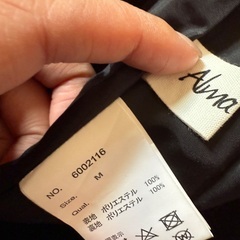 Alma
NO. 6002116
Size. M
Qual.
表地 ポリエステル 100%
裏地 ポリエステル 100%